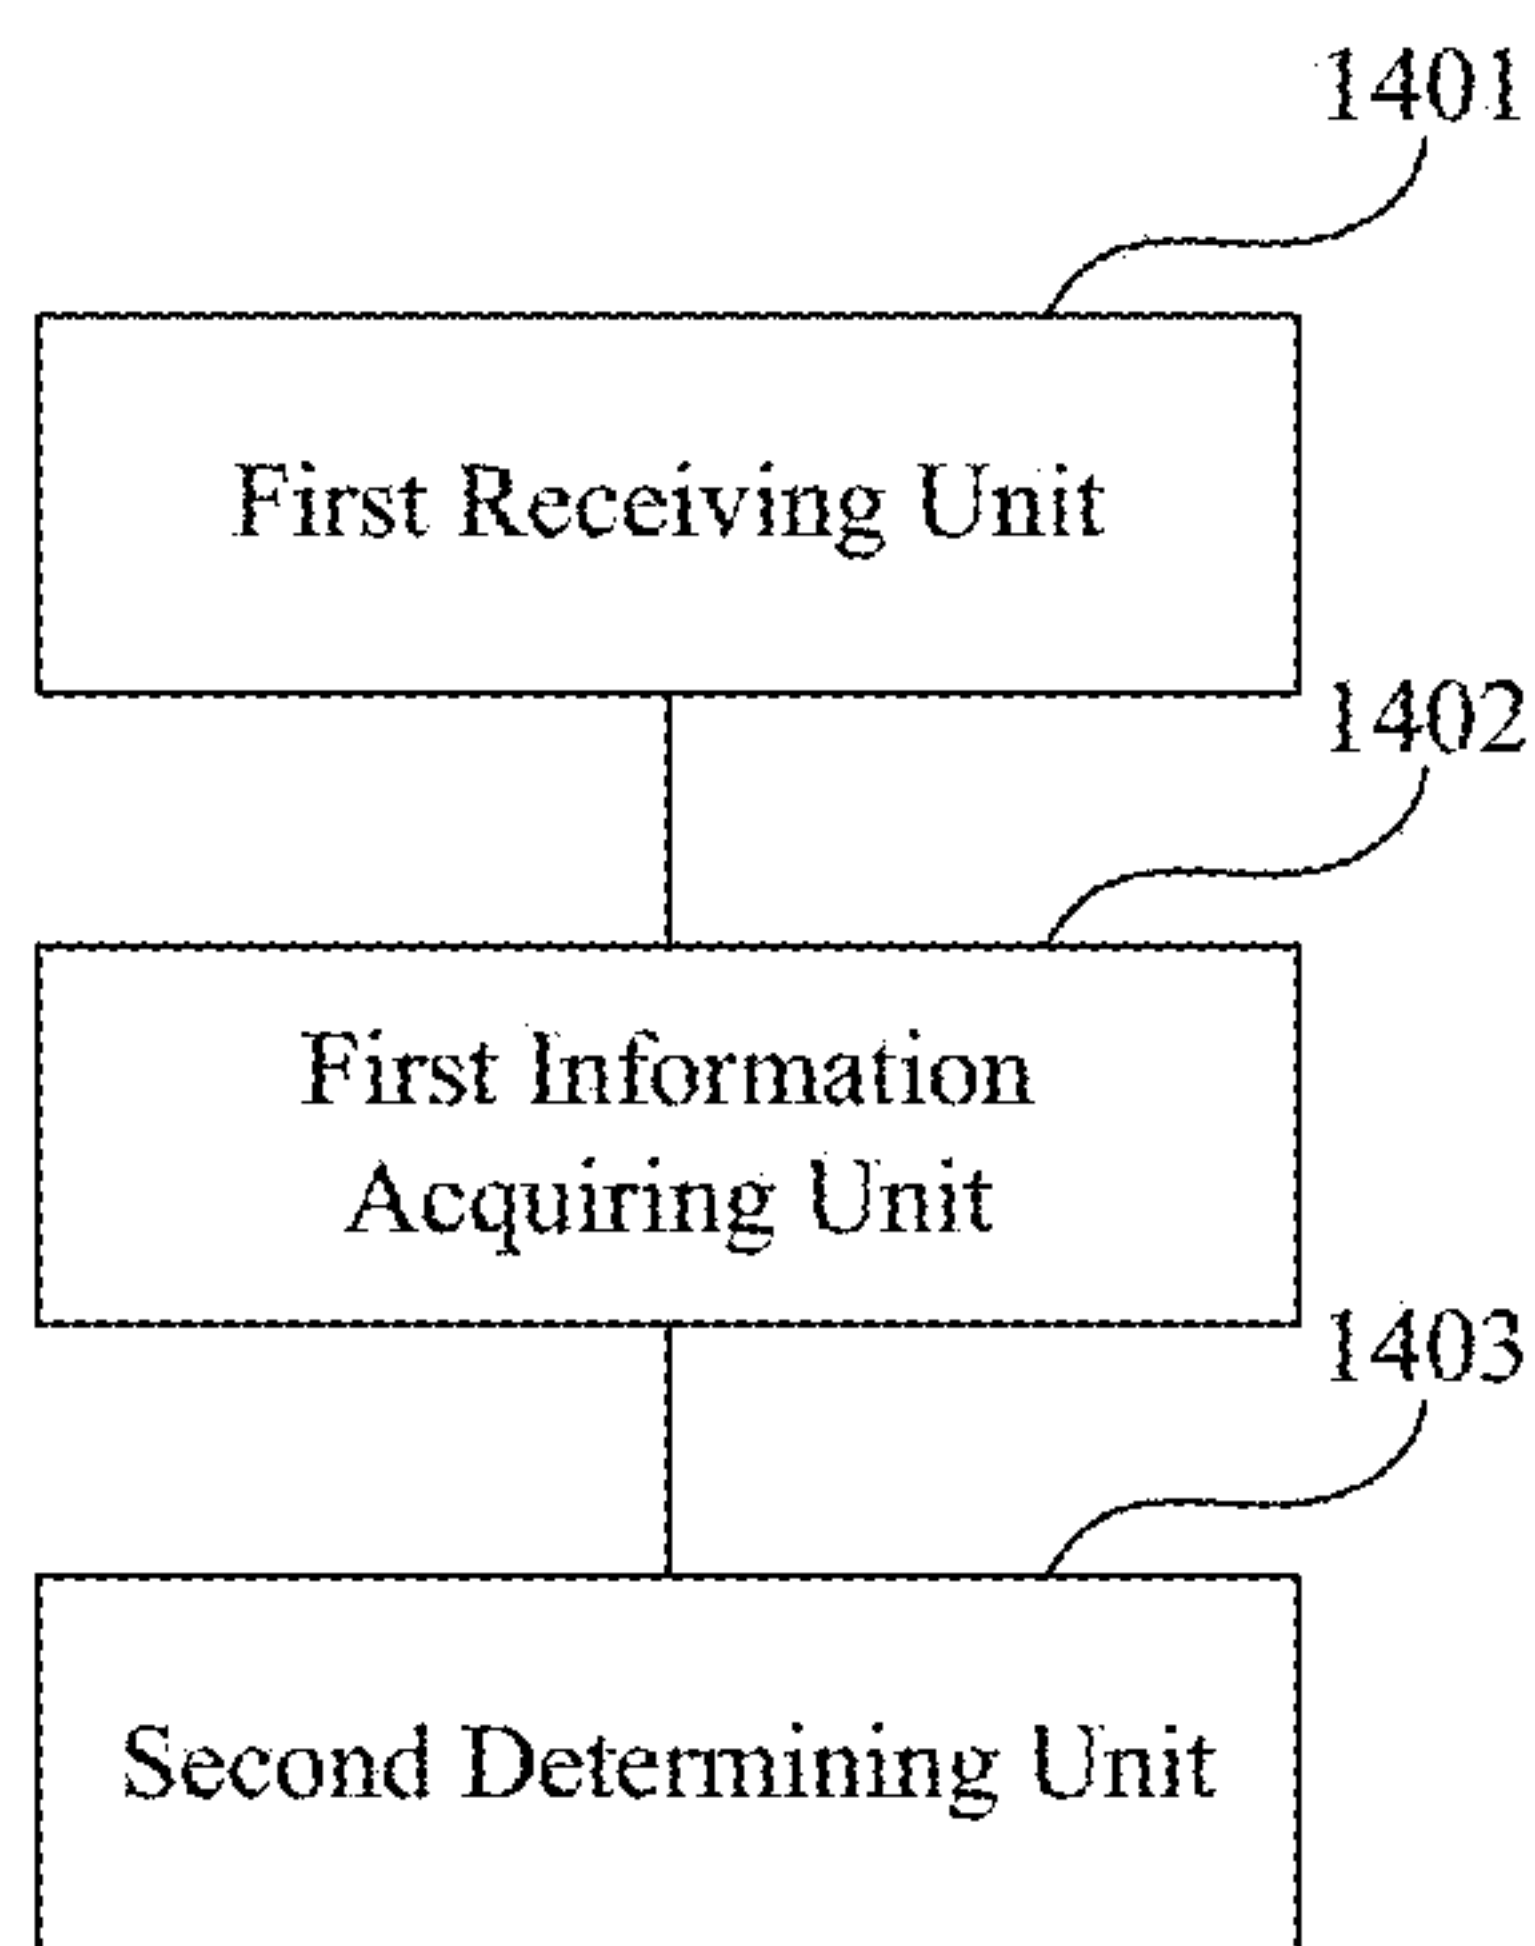 1401
First Receiving Unit
1402
First Information
Acquiring Unit
1403
Second Determining Unit